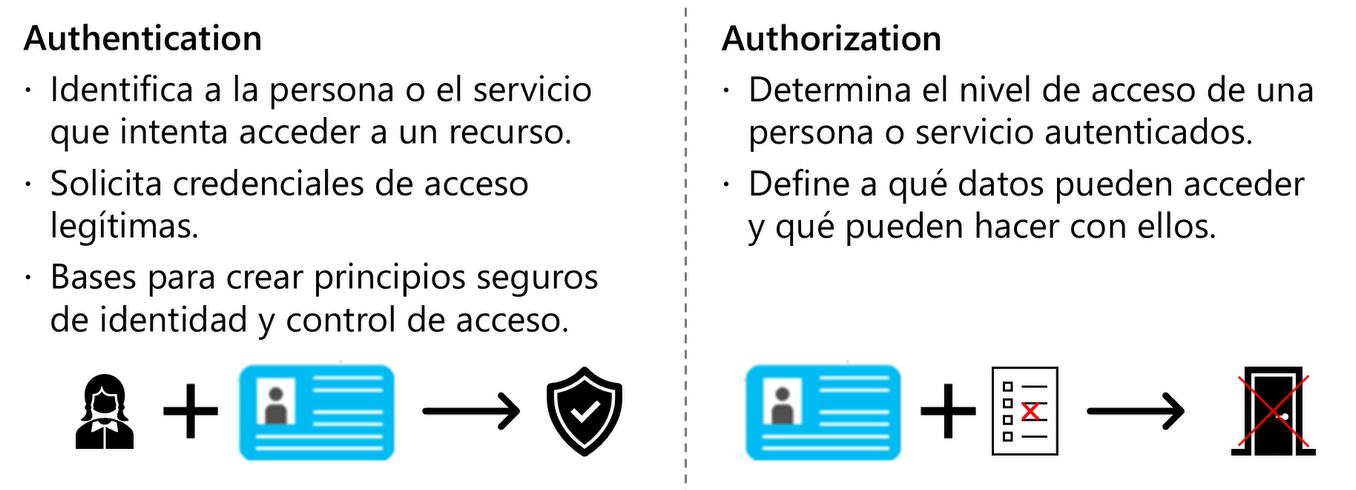 Authentication
· Identifica a la persona o el servicio
que intenta acceder a un recurso.
· Solicita credenciales de acceso
legítimas.
· Bases para crear principios seguros
de identidad y control de acceso.
Authorization
· Determina el nivel de acceso de una
persona o servicio autenticados.
· Define a qué datos pueden acceder
y qué pueden hacer con ellos.